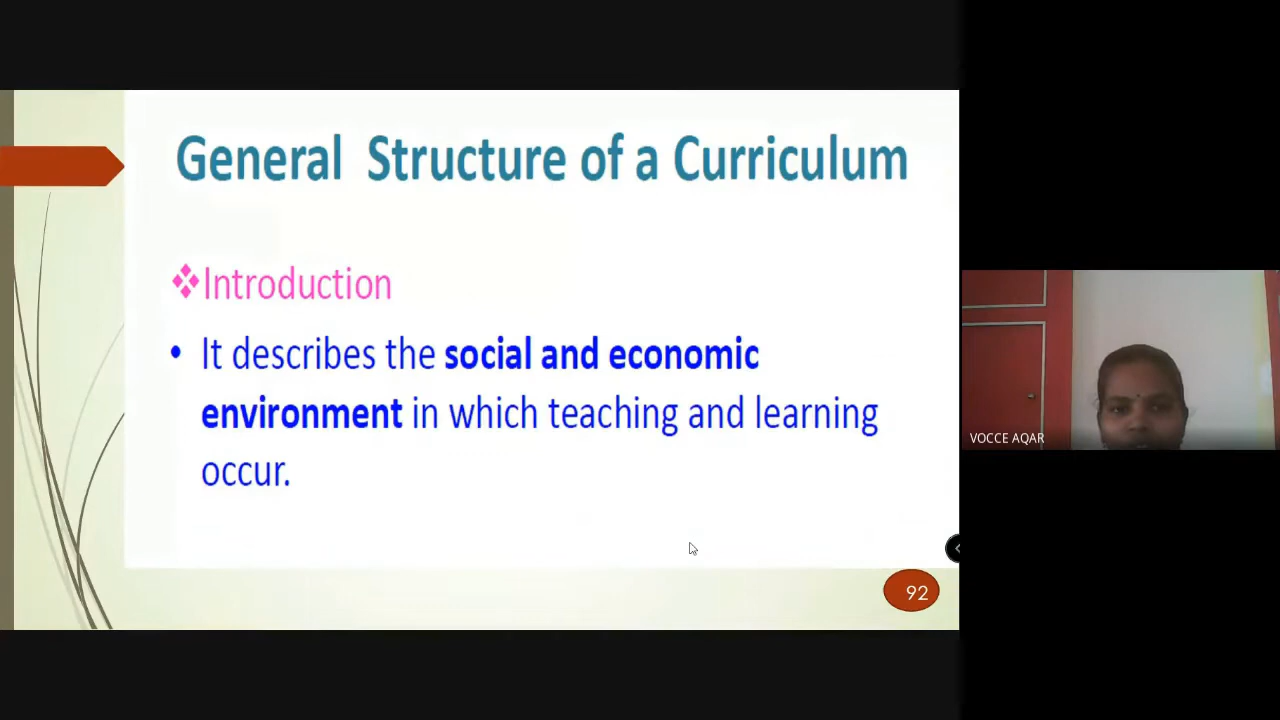 General Structure of a Curriculum
❖Introduction
• It describes the social and economic
environment in which teaching and learning
occur.
92
VOCCE AQAR